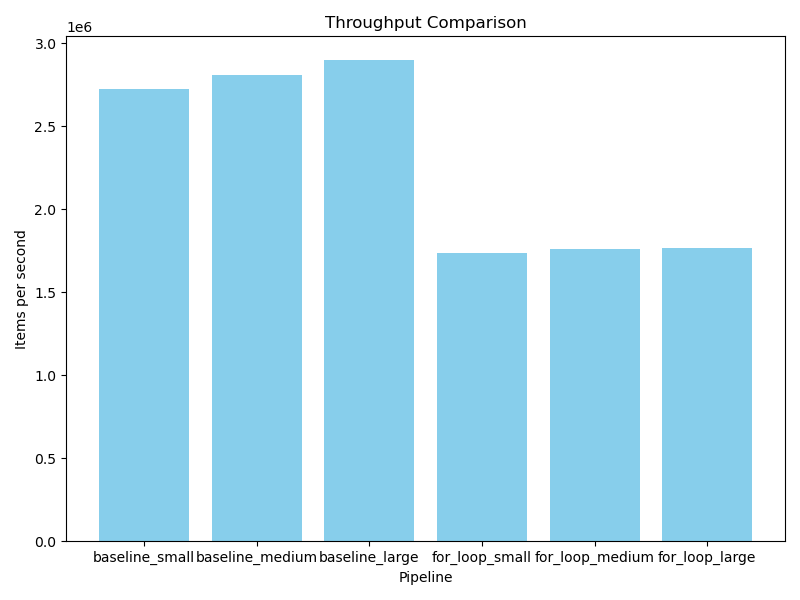 Throughput Comparison
1e6
3.0
2.5
2.0
1.5
1.0
0.5
0.0
Items per second
baseline_small baseline_medium baseline_large for_loop_small for_loop_medium for_loop_large
Pipeline